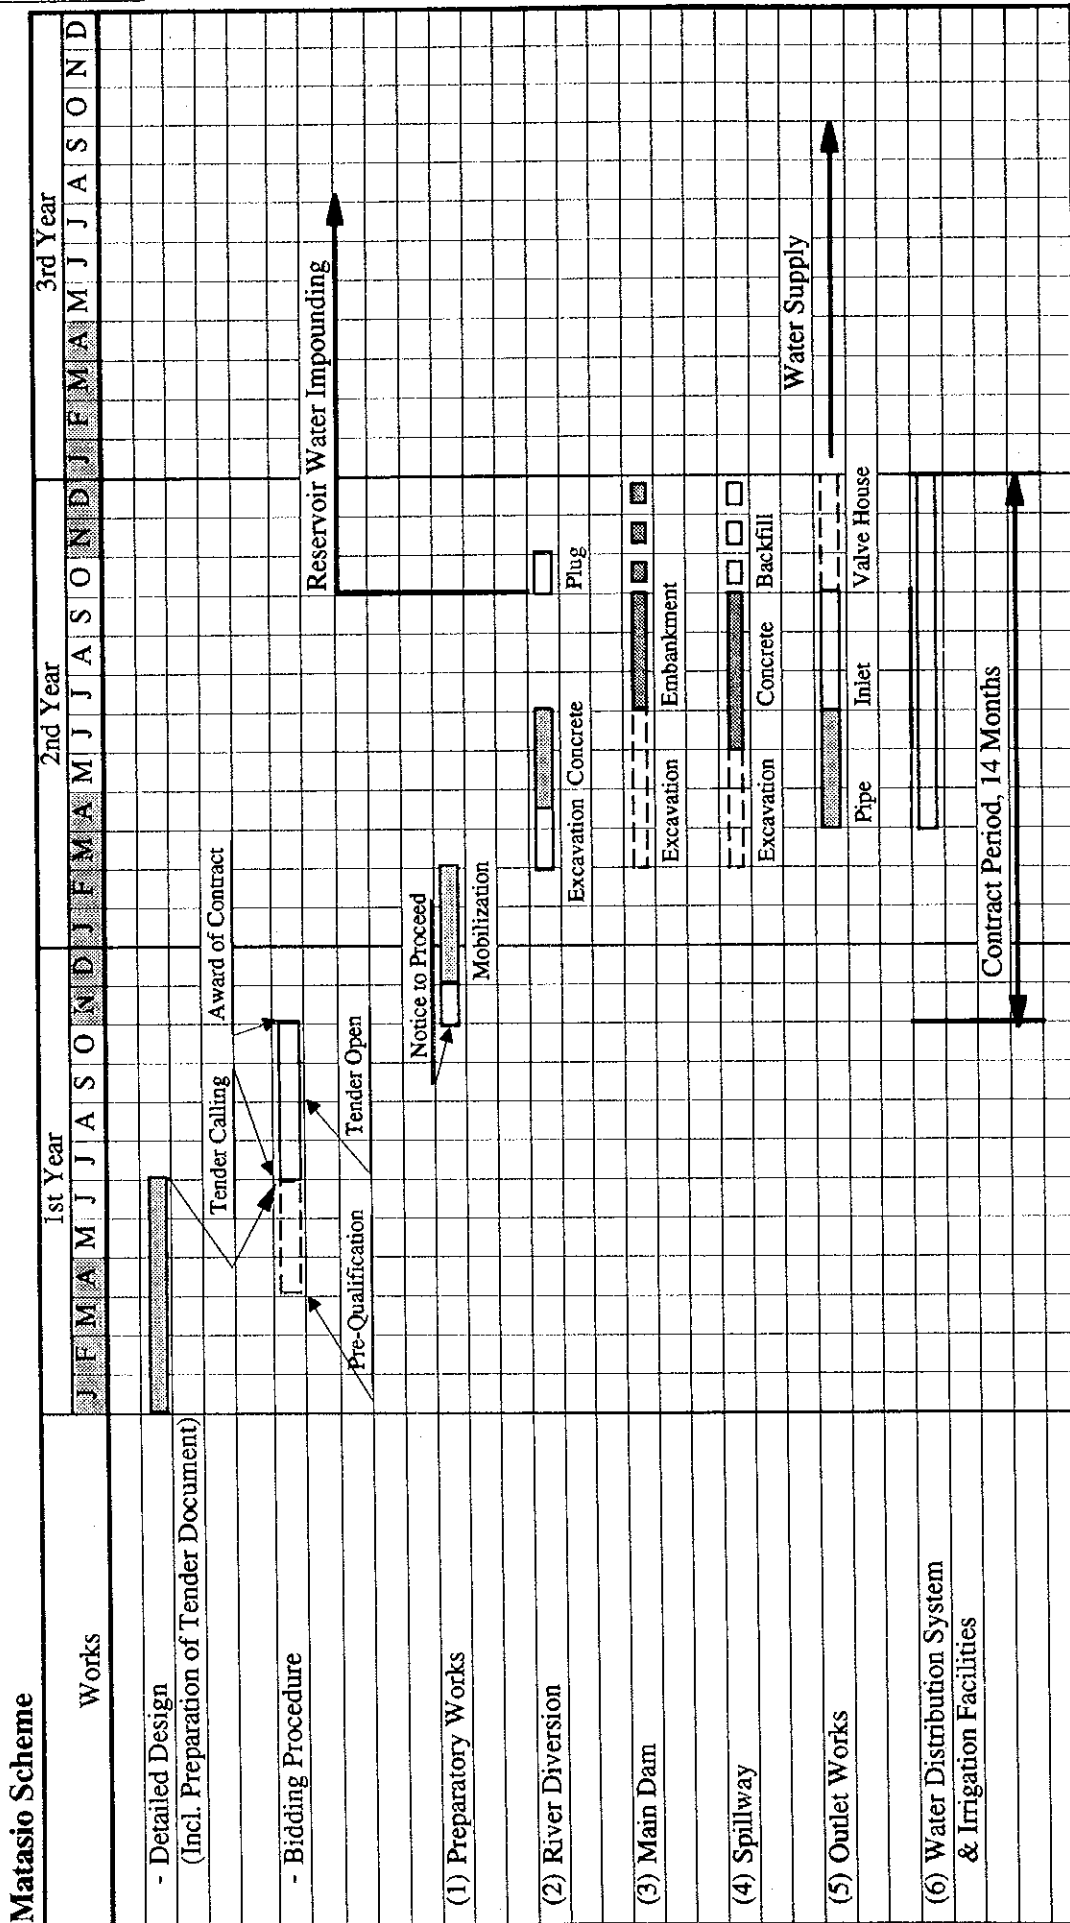 Matasio Scheme
Works
1st Year
2nd Year
3rd Year
J F M A M J J A S O N D J F M A M J J A S O N D J F M A M J J A S O N D
- Detailed Design
(Incl. Preparation of Tender Document)
Tender Calling
Award of Contract
- Bidding Procedure
Reservoir Water Impounding
Pre-Qualification
Tender Open
Notice to Proceed
(1) Preparatory Works
Mobilization
(2) River Diversion
Excavation Concrete
Plug
(3) Main Dam
Excavation
Embankment
(4) Spillway
Excavation
Concrete
Backfill
Water Supply
(5) Outlet Works
Pipe
Inlet
Valve House
(6) Water Distribution System
& Irrigation Facilities
Contract Period, 14 Months